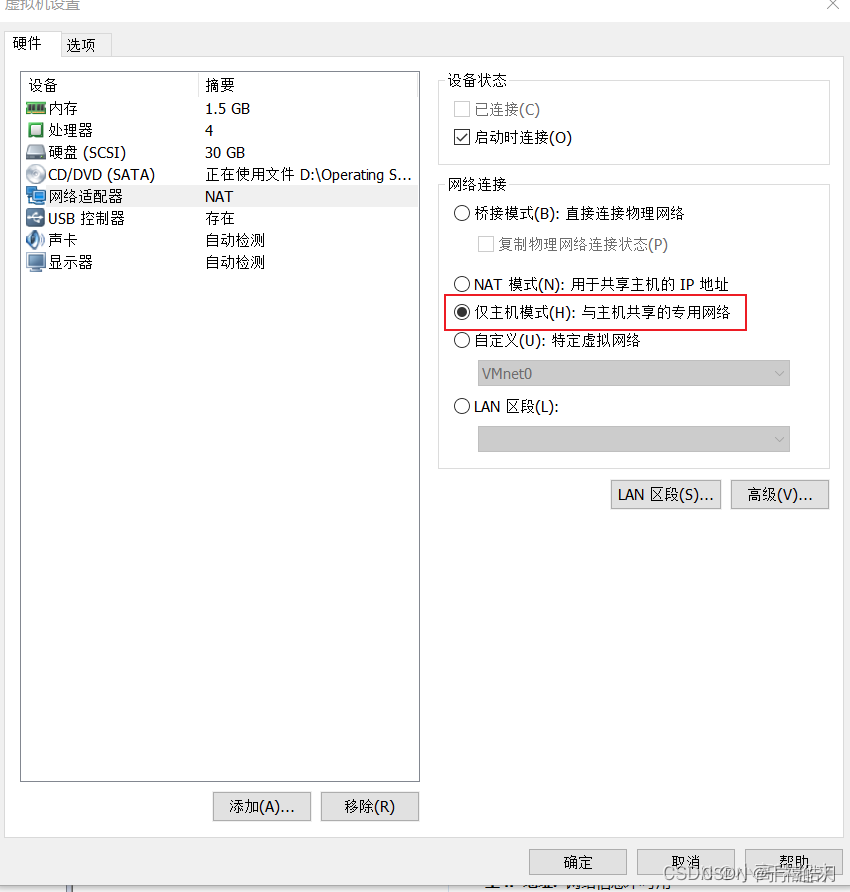 虚拟机设置
硬件 选项
设备 摘要
内存 1.5 GB
处理器 4
硬盘 (SCSI) 30 GB
CD/DVD (SATA) 正在使用文件 D:\Operating S...
网络适配器 NAT
USB 控制器 存在
声卡 自动检测
显示器 自动检测
添加(A)... 移除(R)
设备状态
已连接(C)
启动时连接(O)
网络连接
桥接模式(B): 直接连接物理网络
复制物理网络连接状态(P)
NAT 模式(N): 用于共享主机的 IP 地址
仅主机模式(H): 与主机共享的专用网络
自定义(U): 特定虚拟网络
VMnet0
LAN 区段(L):
LAN 区段(S)... 高级(V)...
确定 取消 帮助